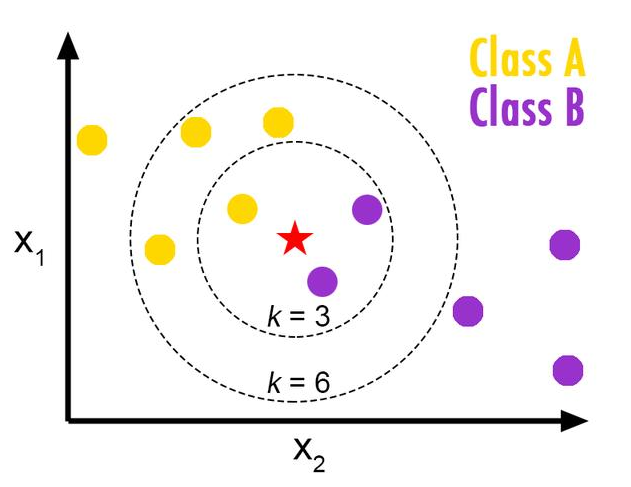 Class A
Class B
x₁
k = 3
k = 6
x₂